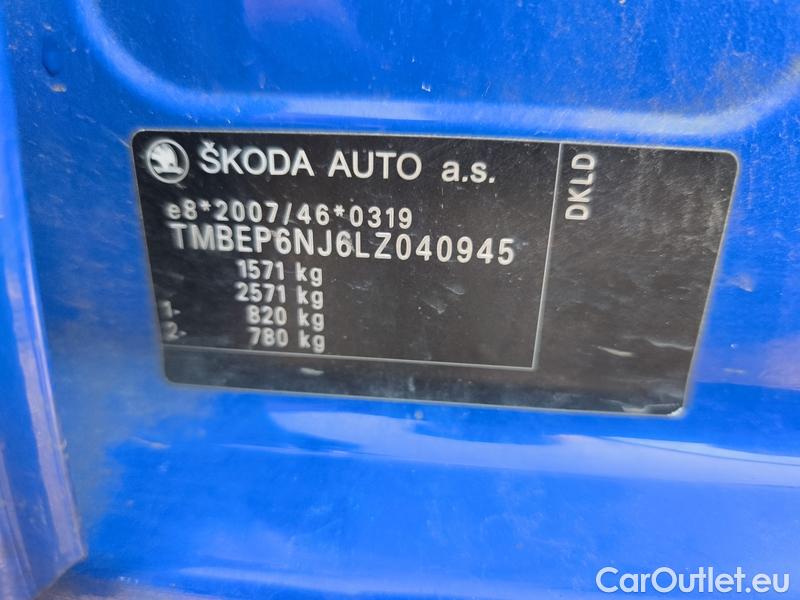 ŠKODA AUTO a.s.
e8*2007/46*0319
TMBEP6NJ6LZ040945
1571 kg
2571 kg
1- 820 kg
2- 780 kg
DKLD
CarOutlet.eu